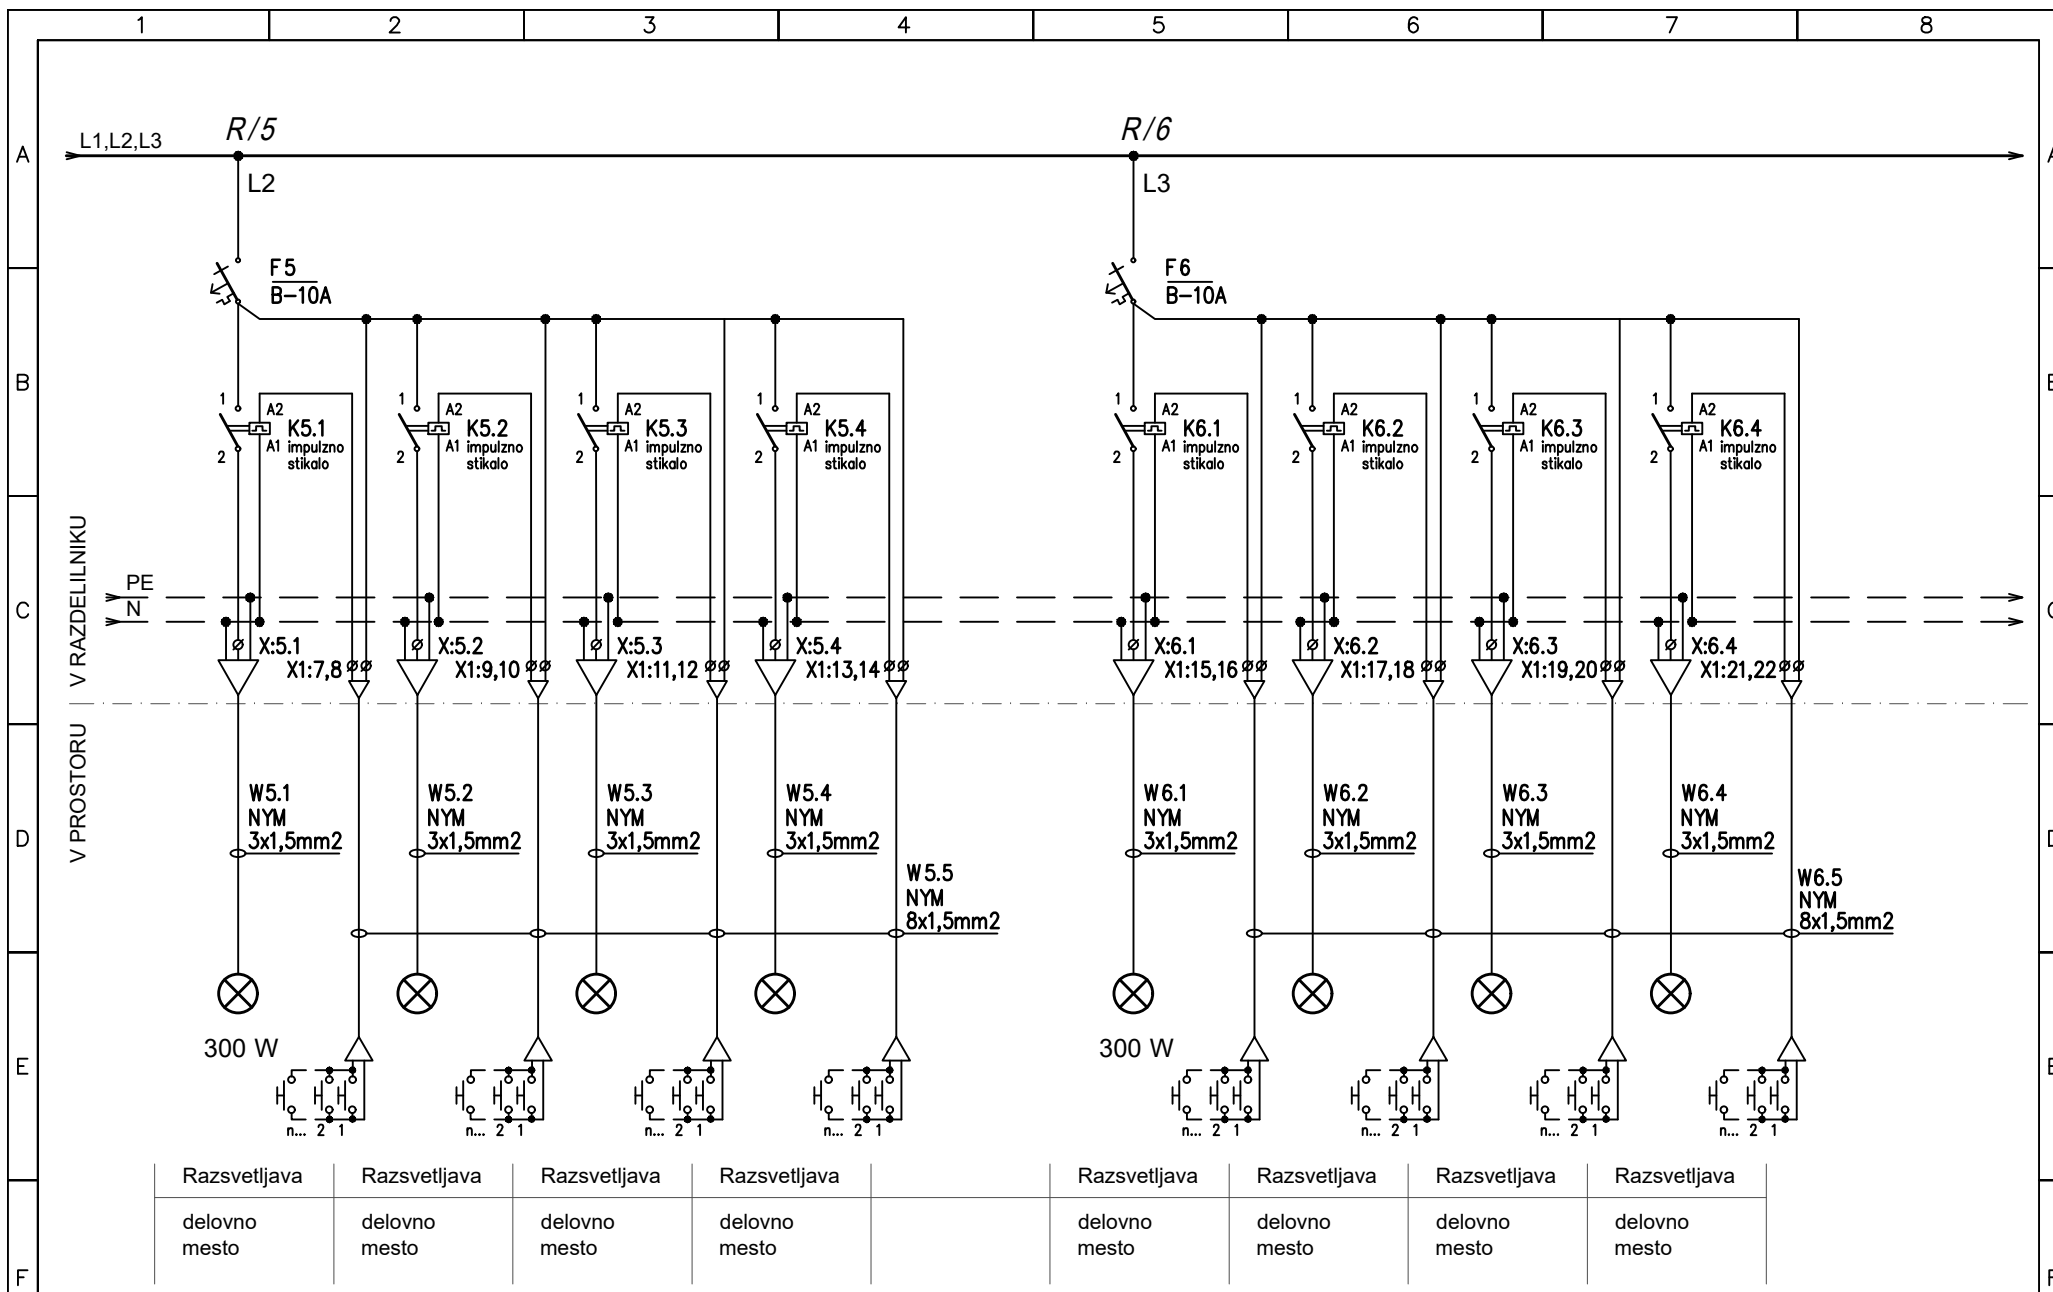 1 2 3 4 5 6 7 8
R/5 R/6
A L1,L2,L3 A
L2 L3
F5 F6
B-10A B-10A
B B
1 A2 1 A2 1 A2 1 A2 1 A2 1 A2 1 A2 1 A2
K5.1 K5.2 K5.3 K5.4 K6.1 K6.2 K6.3 K6.4
2 A1 impulzno 2 A1 impulzno 2 A1 impulzno 2 A1 impulzno 2 A1 impulzno 2 A1 impulzno 2 A1 impulzno 2 A1 impulzno
stikalo stikalo stikalo stikalo stikalo stikalo stikalo stikalo
V RAZDELILNIKU
PE
C N C
X:5.1 X:5.2 X:5.3 X:5.4 X:6.1 X:6.2 X:6.3 X:6.4
X1:7,8 X1:9,10 X1:11,12 X1:13,14 X1:15,16 X1:17,18 X1:19,20 X1:21,22
V PROSTORU
W5.1 W5.2 W5.3 W5.4 W6.1 W6.2 W6.3 W6.4
NYM NYM NYM NYM NYM NYM NYM NYM
D 3x1,5mm2 3x1,5mm2 3x1,5mm2 3x1,5mm2 3x1,5mm2 3x1,5mm2 3x1,5mm2 3x1,5mm2 D
W5.5 W6.5
NYM NYM
8x1,5mm2 8x1,5mm2
300 W 300 W
E E
n... 2 1 n... 2 1 n... 2 1 n... 2 1 n... 2 1 n... 2 1 n... 2 1 n... 2 1
Razsvetljava Razsvetljava Razsvetljava Razsvetljava Razsvetljava Razsvetljava Razsvetljava Razsvetljava
delovno delovno delovno delovno delovno delovno delovno delovno
mesto mesto mesto mesto mesto mesto mesto mesto
F F